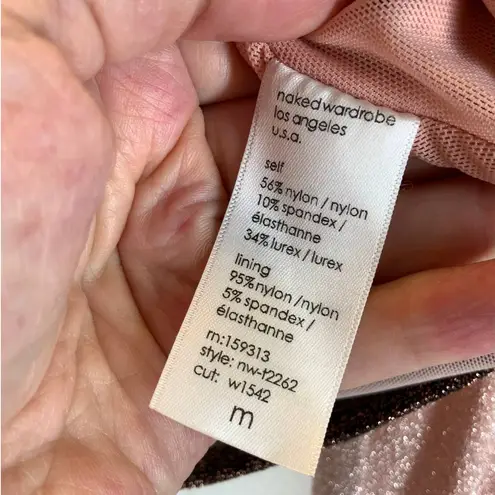 nakedwardrobe
los angeles
u.s.a.
self
56% nylon / nylon
10% spandex /
élasthanne
34% lurex / lurex
lining
95% nylon / nylon
5% spandex /
élasthanne
rn:159313
style: nw-t2262
cut: w1542
m